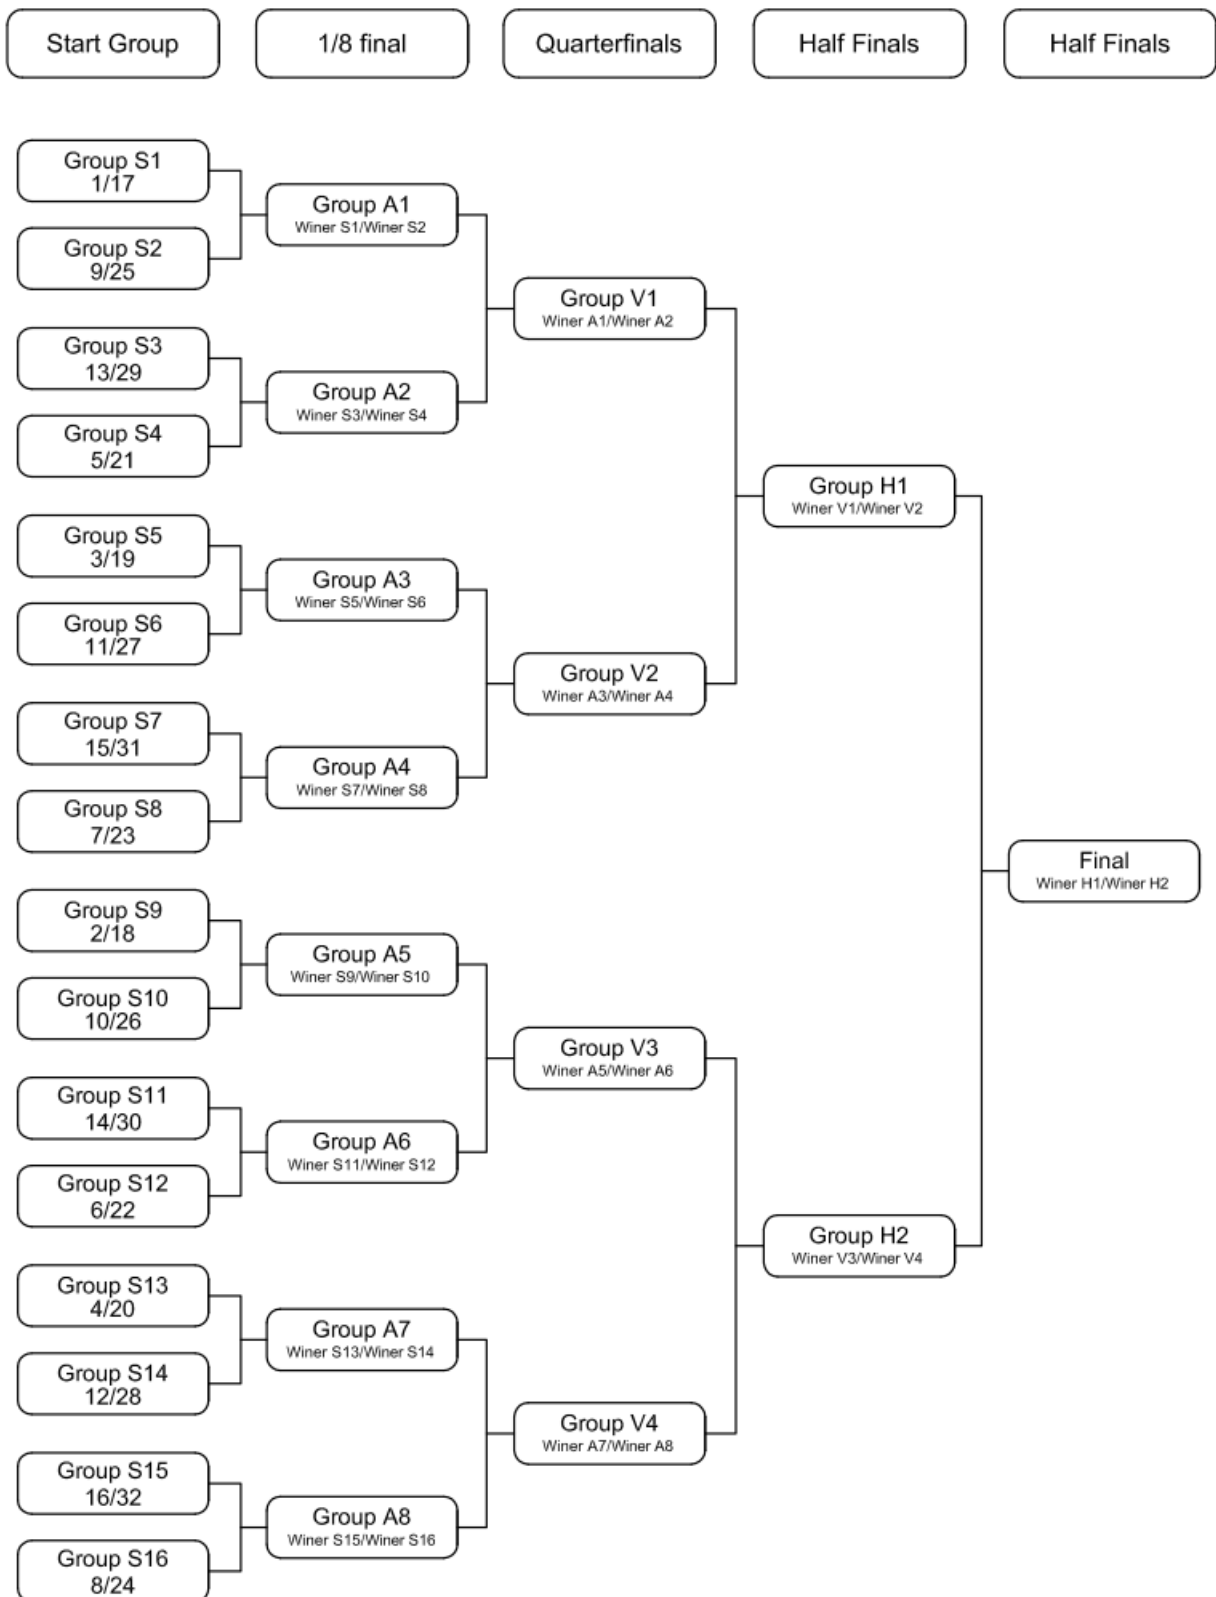 Start Group
1/8 final
Quarterfinals
Half Finals
Half Finals
Group S1
1/17
Group S2
9/25
Group S3
13/29
Group S4
5/21
Group S5
3/19
Group S6
11/27
Group S7
15/31
Group S8
7/23
Group S9
2/18
Group S10
10/26
Group S11
14/30
Group S12
6/22
Group S13
4/20
Group S14
12/28
Group S15
16/32
Group S16
8/24
Group A1
Winer S1/Winer S2
Group A2
Winer S3/Winer S4
Group A3
Winer S5/Winer S6
Group A4
Winer S7/Winer S8
Group A5
Winer S9/Winer S10
Group A6
Winer S11/Winer S12
Group A7
Winer S13/Winer S14
Group A8
Winer S15/Winer S16
Group V1
Winer A1/Winer A2
Group V2
Winer A3/Winer A4
Group V3
Winer A5/Winer A6
Group V4
Winer A7/Winer A8
Group H1
Winer V1/Winer V2
Group H2
Winer V3/Winer V4
Final
Winer H1/Winer H2